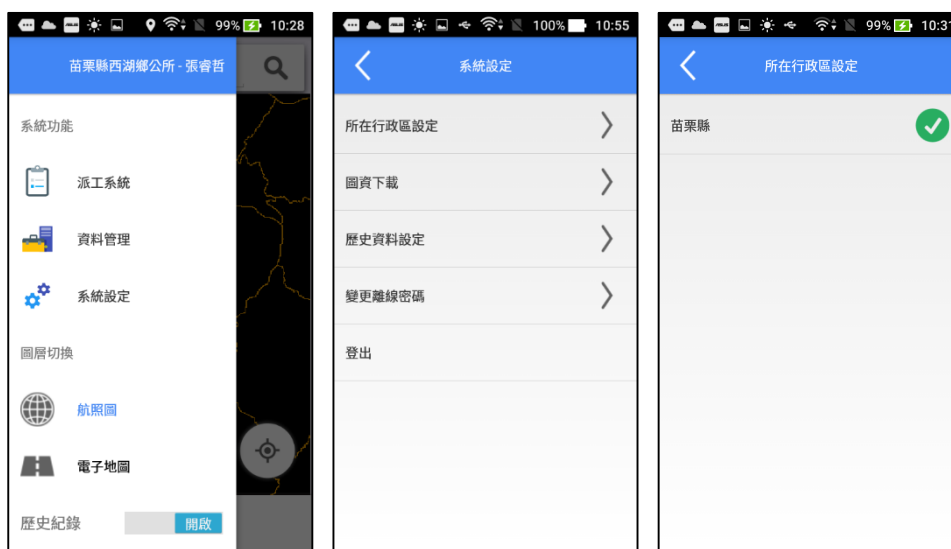 99% 10:28
苗栗縣西湖鄉公所 - 張睿哲
系統功能
派工系統
資料管理
系統設定
圖層切換
航照圖
電子地圖
歷史紀錄 開啟
100% 10:55
系統設定
所在行政區設定
圖資下載
歷史資料設定
變更離線密碼
登出
99% 10:31
所在行政區設定
苗栗縣